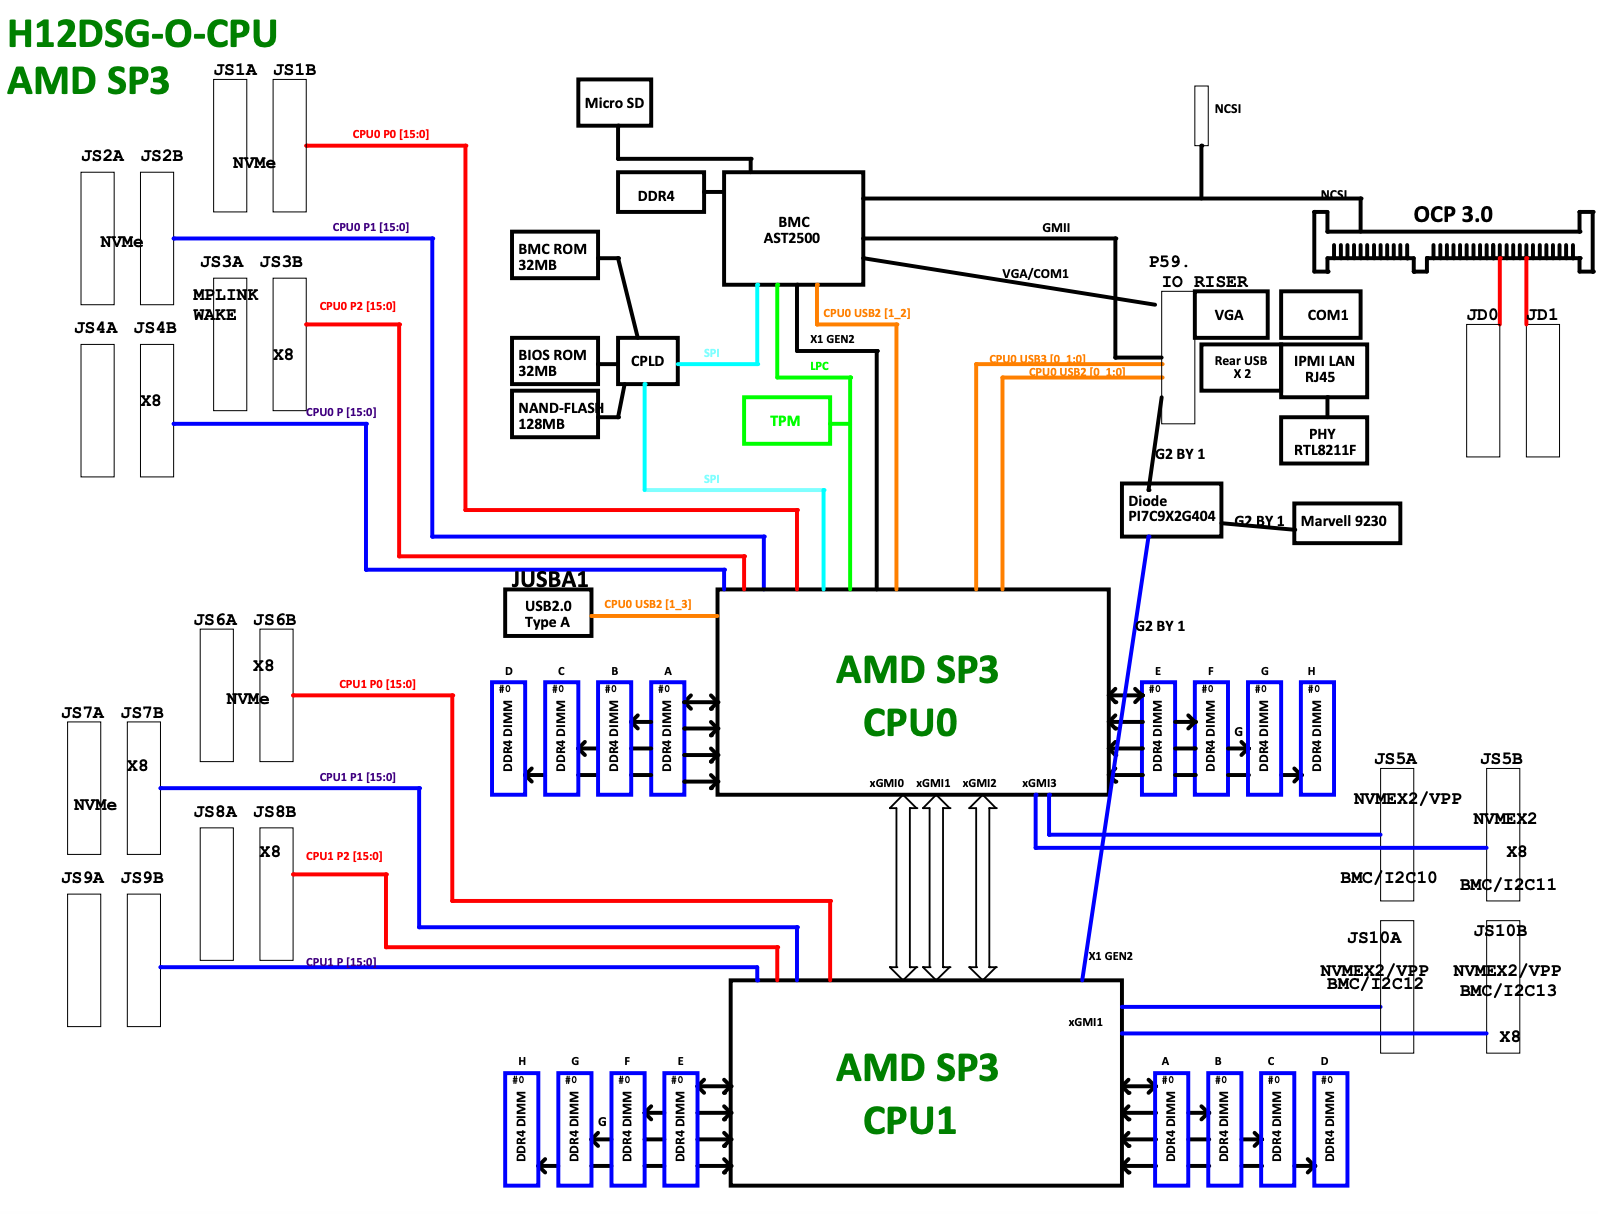 H12DSG-O-CPU
AMD SP3
JS1A
JS1B
NVMe
CPU0 P0 [15:0]
JS2A
JS2B
NVMe
CPU0 P1 [15:0]
JS3A
JS3B
MPLINK
WAKE
X8
CPU0 P2 [15:0]
JS4A
JS4B
X8
CPU0 P [15:0]
Micro SD
DDR4
BMC
AST2500
BMC ROM
32MB
BIOS ROM
32MB
NAND-FLASH
128MB
CPLD
SPI
SPI
LPC
TPM
X1 GEN2
CPU0 USB2 [1_2]
NCSI
NCSI
GMII
VGA/COM1
OCP 3.0
P59.
IO RISER
VGA
COM1
Rear USB
X 2
IPMI LAN
RJ45
PHY
RTL8211F
CPU0 USB3 [0_1:0]
CPU0 USB2 [0_1:0]
JD0
JD1
G2 BY 1
Diode
PI7C9X2G404
G2 BY 1
Marvell 9230
G2 BY 1
JUSBA1
USB2.0
Type A
CPU0 USB2 [1_3]
AMD SP3
CPU0
xGMI0
xGMI1
xGMI2
xGMI3
D
C
B
A
#0
#0
#0
#0
DDR4 DIMM
DDR4 DIMM
DDR4 DIMM
DDR4 DIMM
E
F
G
H
#0
#0
#0
#0
G
DDR4 DIMM
DDR4 DIMM
DDR4 DIMM
DDR4 DIMM
JS6A
JS6B
X8
NVMe
CPU1 P0 [15:0]
JS7A
JS7B
X8
NVMe
CPU1 P1 [15:0]
JS8A
JS8B
X8
CPU1 P2 [15:0]
JS9A
JS9B
CPU1 P [15:0]
JS5A
JS5B
NVMEX2/VPP
NVMEX2
X8
BMC/I2C10
BMC/I2C11
JS10A
JS10B
NVMEX2/VPP
BMC/I2C12
NVMEX2/VPP
BMC/I2C13
X8
X1 GEN2
xGMI1
AMD SP3
CPU1
H
G
F
E
#0
#0
#0
#0
G
DDR4 DIMM
DDR4 DIMM
DDR4 DIMM
DDR4 DIMM
A
B
C
D
#0
#0
#0
#0
DDR4 DIMM
DDR4 DIMM
DDR4 DIMM
DDR4 DIMM